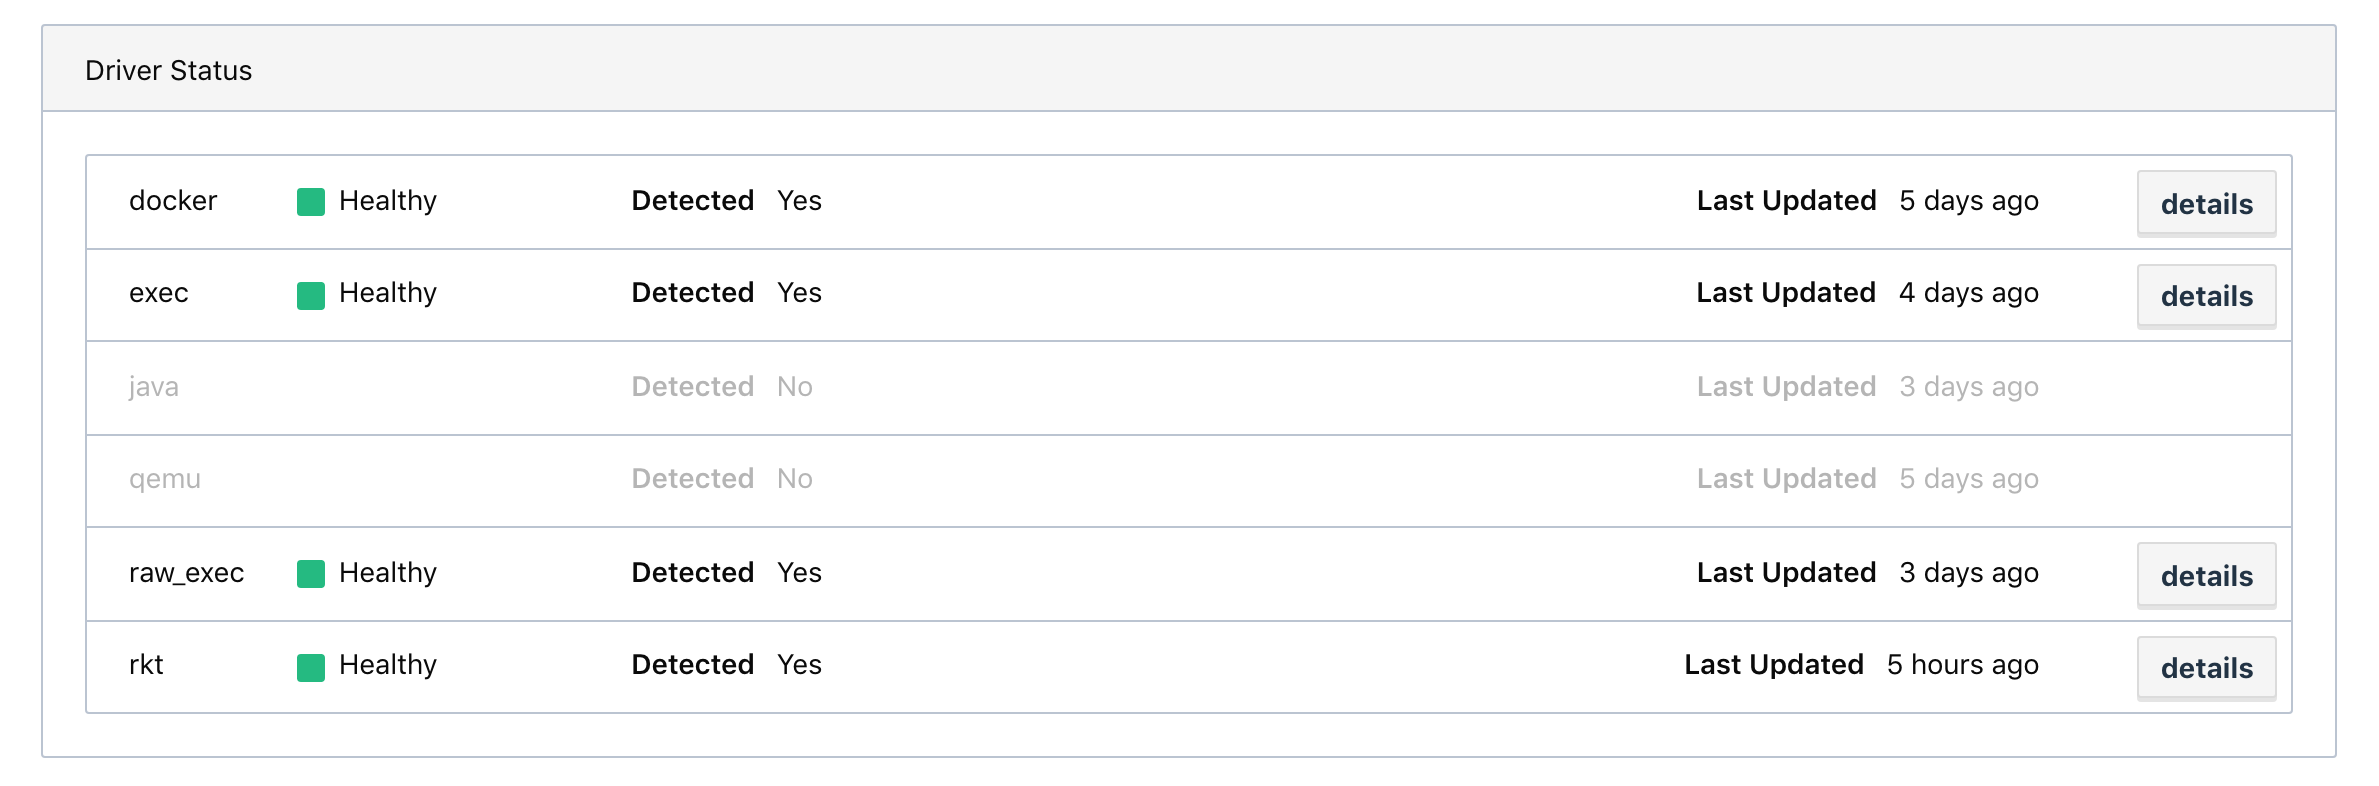 Driver Status
docker Healthy Detected Yes Last Updated 5 days ago details
exec Healthy Detected Yes Last Updated 4 days ago details
java Detected No Last Updated 3 days ago
qemu Detected No Last Updated 5 days ago
raw_exec Healthy Detected Yes Last Updated 3 days ago details
rkt Healthy Detected Yes Last Updated 5 hours ago details